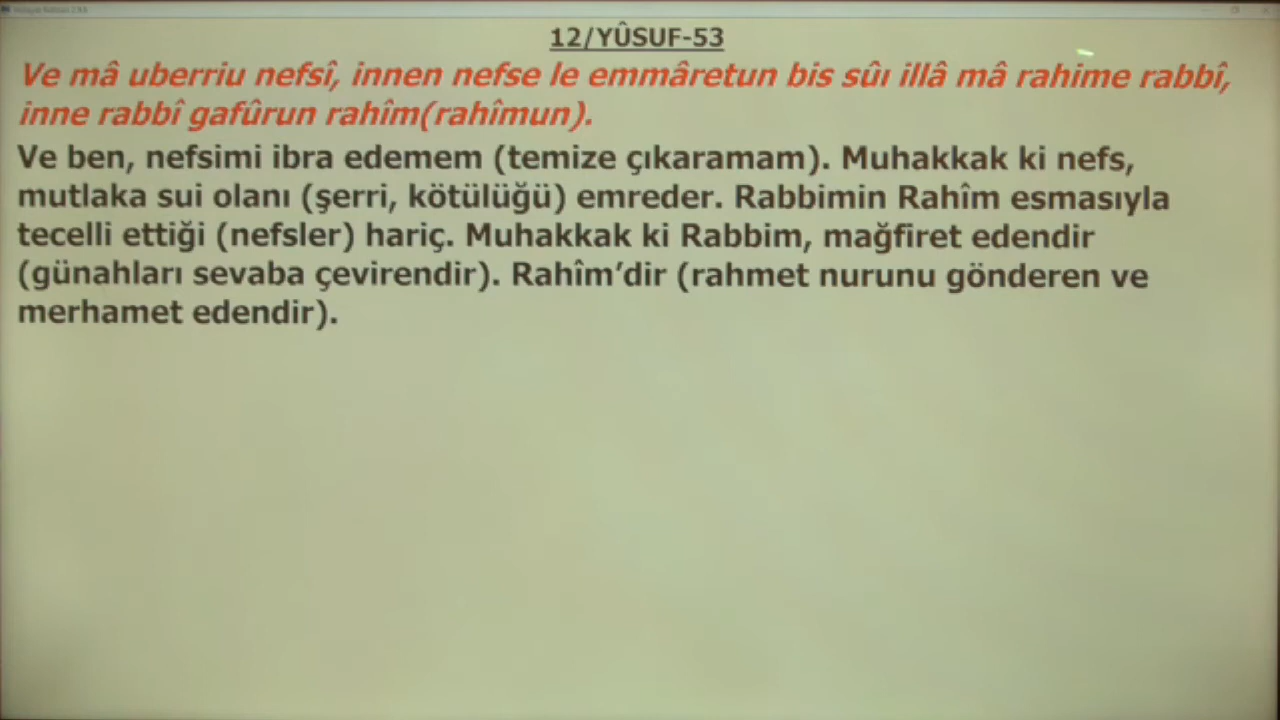 12/YÛSUF-53
Ve mâ uberriu nefsî, innen nefse le emmâretun bis sûı illâ mâ rahime rabbî,
inne rabbî gafûrun rahîm(rahîmun).
Ve ben, nefsimi ibra edemem (temize çıkaramam). Muhakkak ki nefs,
mutlaka sui olanı (şerri, kötülüğü) emreder. Rabbimin Rahîm esmasıyla
tecelli ettiği (nefsler) hariç. Muhakkak ki Rabbim, mağfiret edendir
(günahları sevaba çevirendir). Rahîm’dir (rahmet nurunu gönderen ve
merhamet edendir).